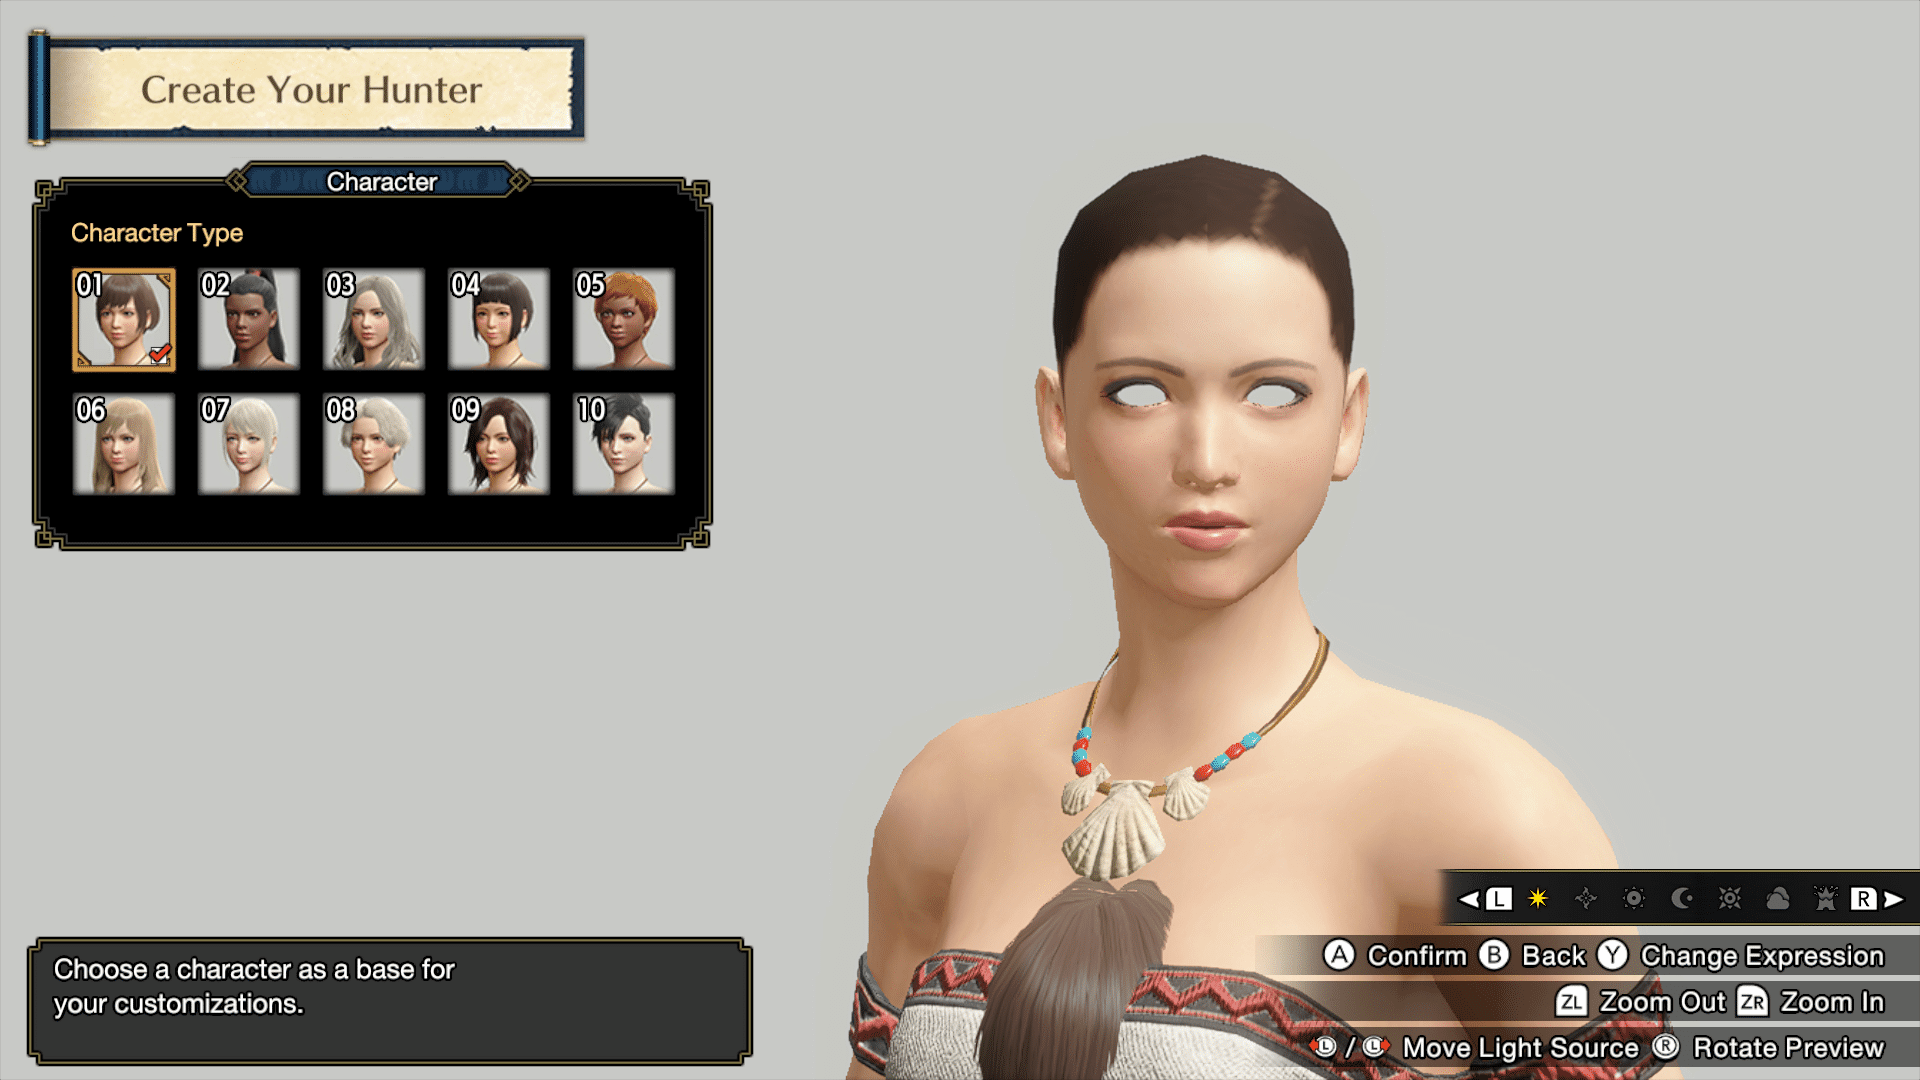 Create Your Hunter
Character
Character Type
01 02 03 04 05
06 07 08 09 10
Choose a character as a base for
your customizations.
L R
A Confirm B Back Y Change Expression
ZL Zoom Out ZR Zoom In
L / L Move Light Source R Rotate Preview